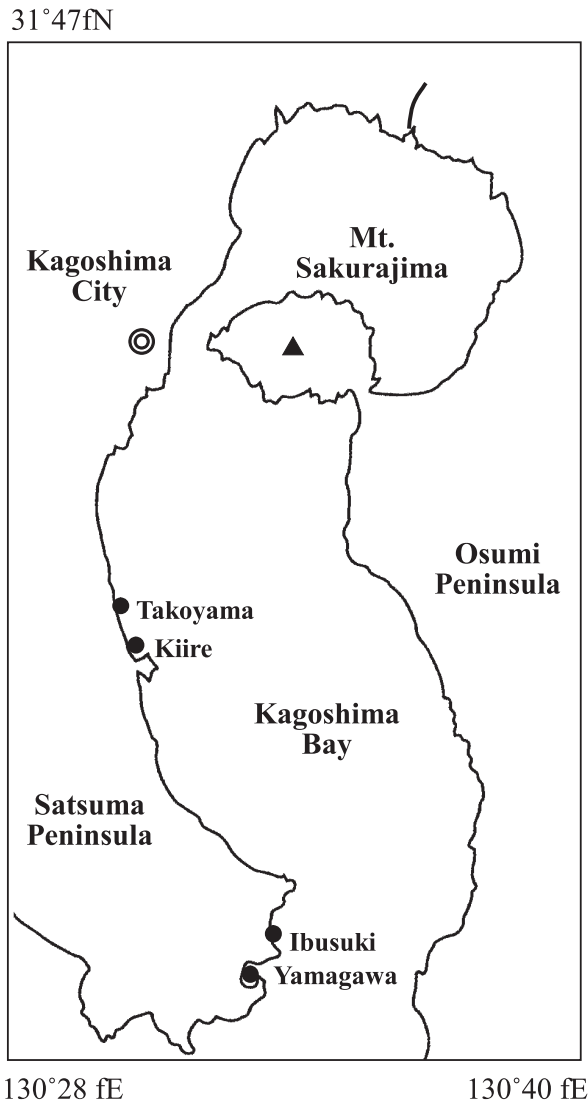 31˚47fN
Mt.
Sakurajima
Kagoshima
City
Osumi
Peninsula
Takoyama
Kiire
Kagoshima
Bay
Satsuma
Peninsula
Ibusuki
Yamagawa
130˚28 fE
130˚40 fE